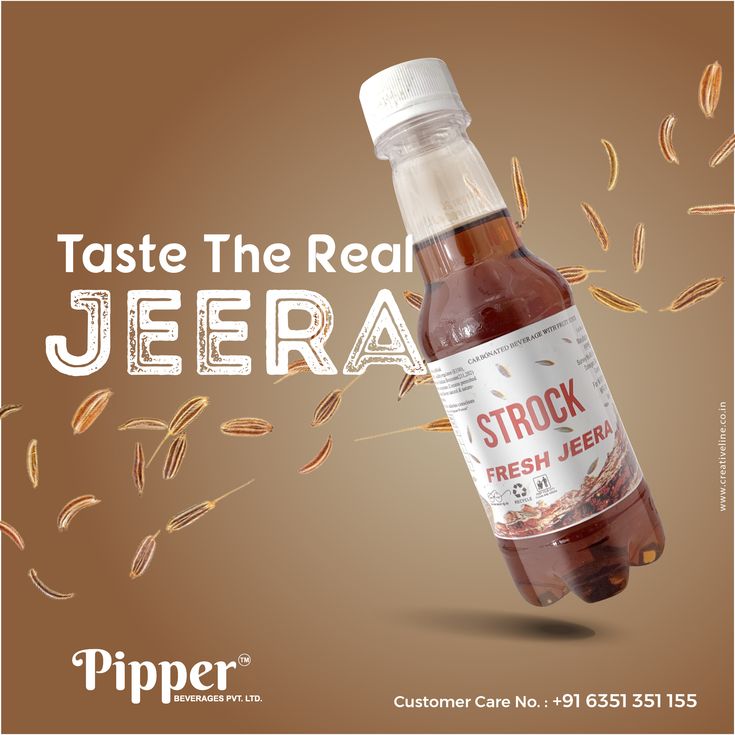 Taste The Real
JEERA
CARBONATED BEVERAGE WITH FRUIT
STROCK
FRESH JEERA
RECYCLE
www.creativeline.co.in
Pipper™
BEVERAGES PVT. LTD.
Customer Care No. : +91 6351 351 155